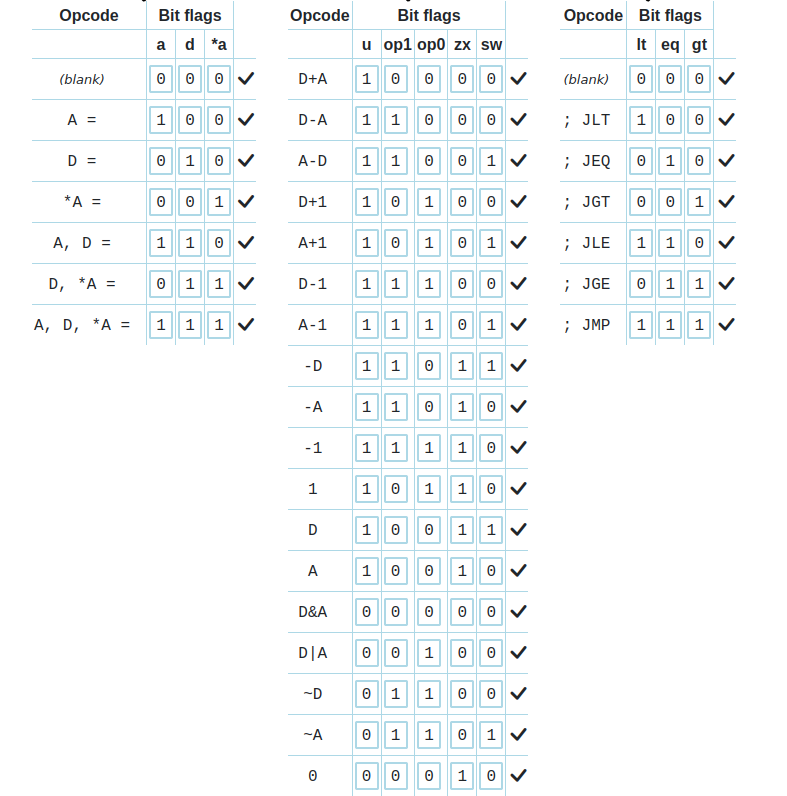 Opcode Bit flags Opcode Bit flags Opcode Bit flags
a d *a u op1 op0 zx sw lt eq gt
(blank) 0 0 0 D+A 1 0 0 0 0 (blank) 0 0 0
A = 1 0 0 D-A 1 1 0 0 0 ; JLT 1 0 0
D = 0 1 0 A-D 1 1 0 0 1 ; JEQ 0 1 0
*A = 0 0 1 D+1 1 0 1 0 0 ; JGT 0 0 1
A, D = 1 1 0 A+1 1 0 1 0 1 ; JLE 1 1 0
D, *A = 0 1 1 D-1 1 1 1 0 0 ; JGE 0 1 1
A, D, *A = 1 1 1 A-1 1 1 1 0 1 ; JMP 1 1 1
-D 1 1 0 1 1
-A 1 1 0 1 0
-1 1 1 1 1 0
1 1 0 1 1 0
D 1 0 0 1 1
A 1 0 0 1 0
D&A 0 0 0 0 0
D|A 0 0 1 0 0
~D 0 1 1 0 0
~A 0 1 1 0 1
0 0 0 0 1 0